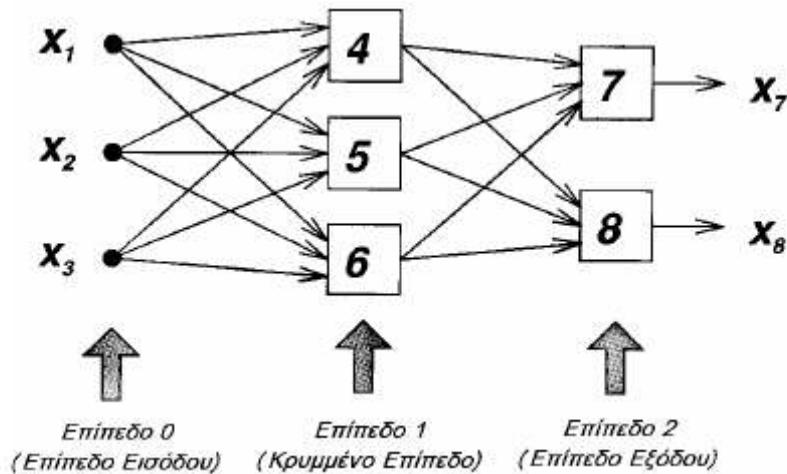 x₁
4
7
x₇
x₂
5
x₃
6
8
x₈
Επίπεδο 0
(Επίπεδο Εισόδου)
Επίπεδο 1
(Κρυμμένο Επίπεδο)
Επίπεδο 2
(Επίπεδο Εξόδου)